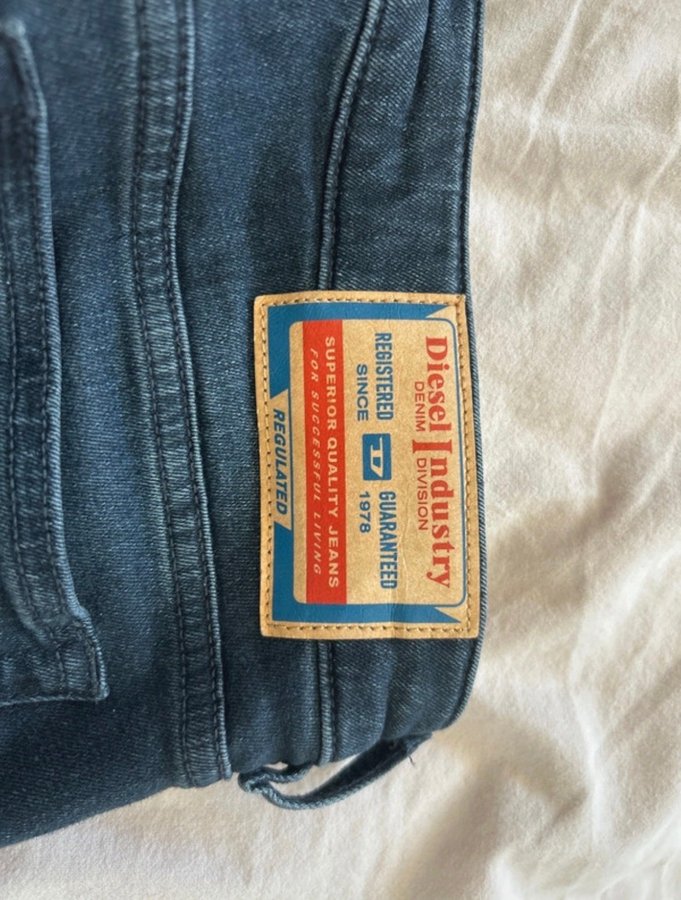 Diesel Industry
DENIM DIVISION
REGISTERED GUARANTEED
SINCE 1978
D
SUPERIOR QUALITY JEANS
FOR SUCCESSFUL LIVING
REGULATED